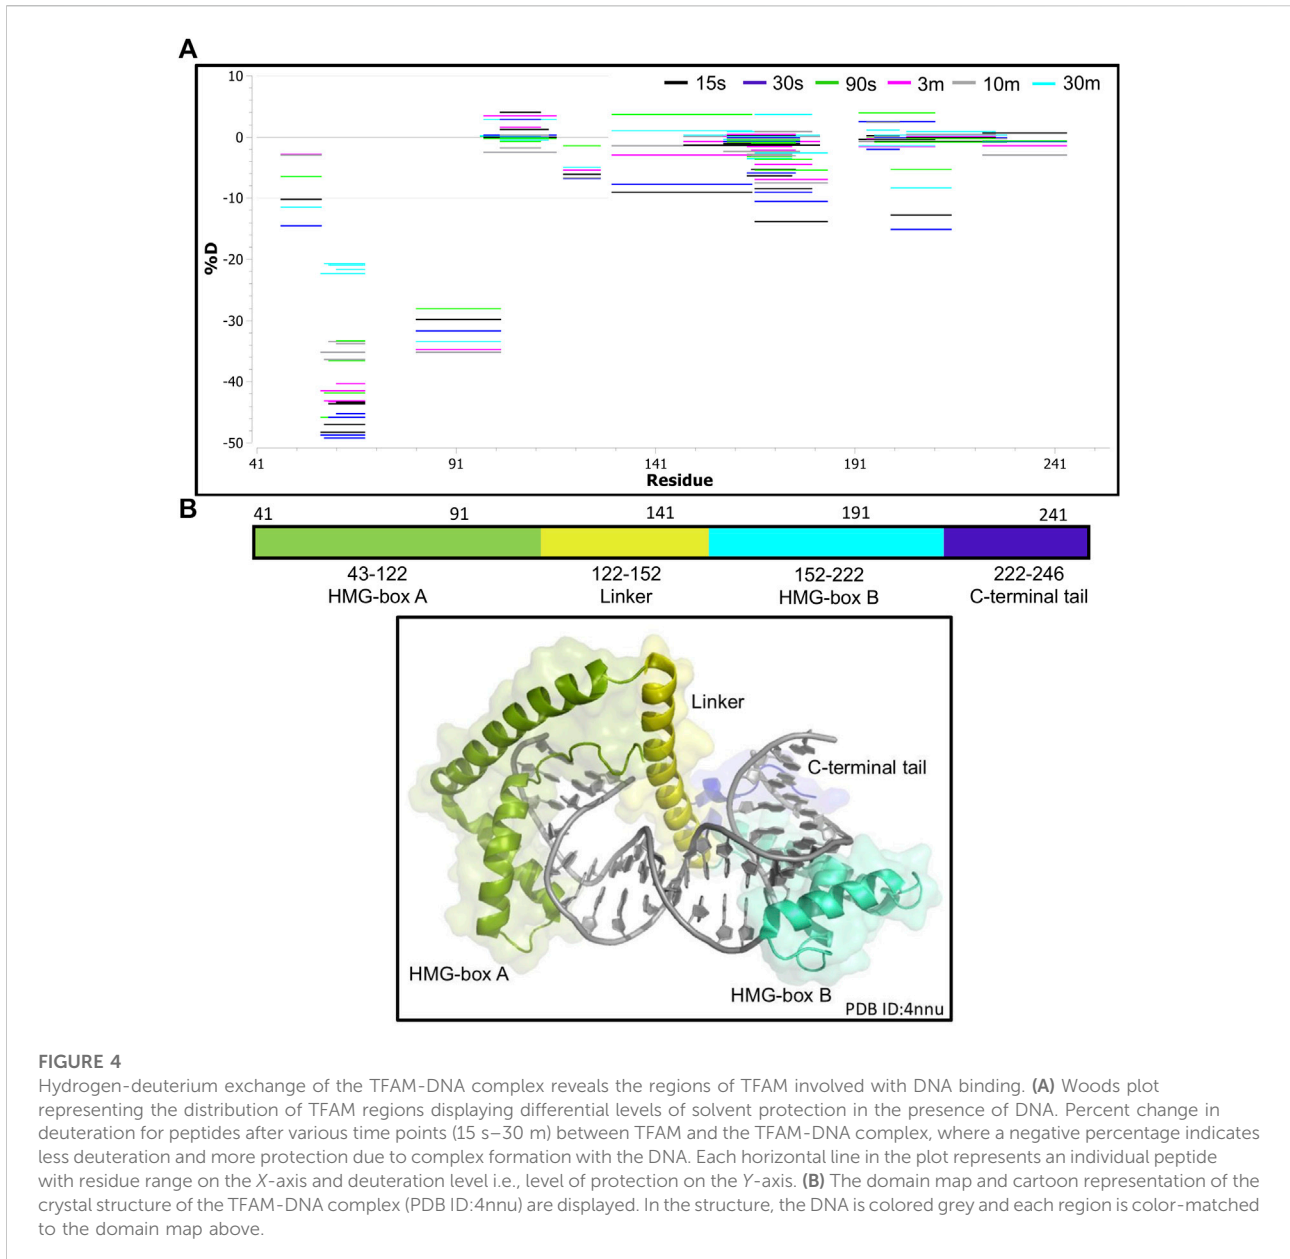 A
15s 30s 90s 3m 10m 30m
10
0
-10
-20
-30
-40
-50
%D
41 91 141 191 241
Residue
B
41 91 141 191 241
43-122 122-152 152-222 222-246
HMG-box A Linker HMG-box B C-terminal tail
Linker
C-terminal tail
HMG-box A
HMG-box B
PDB ID:4nnu
FIGURE 4
Hydrogen-deuterium exchange of the TFAM-DNA complex reveals the regions of TFAM involved with DNA binding. (A) Woods plot
representing the distribution of TFAM regions displaying differential levels of solvent protection in the presence of DNA. Percent change in
deuteration for peptides after various time points (15 s–30 m) between TFAM and the TFAM-DNA complex, where a negative percentage indicates
less deuteration and more protection due to complex formation with the DNA. Each horizontal line in the plot represents an individual peptide
with residue range on the X-axis and deuteration level i.e., level of protection on the Y-axis. (B) The domain map and cartoon representation of the
crystal structure of the TFAM-DNA complex (PDB ID:4nnu) are displayed. In the structure, the DNA is colored grey and each region is color-matched
to the domain map above.